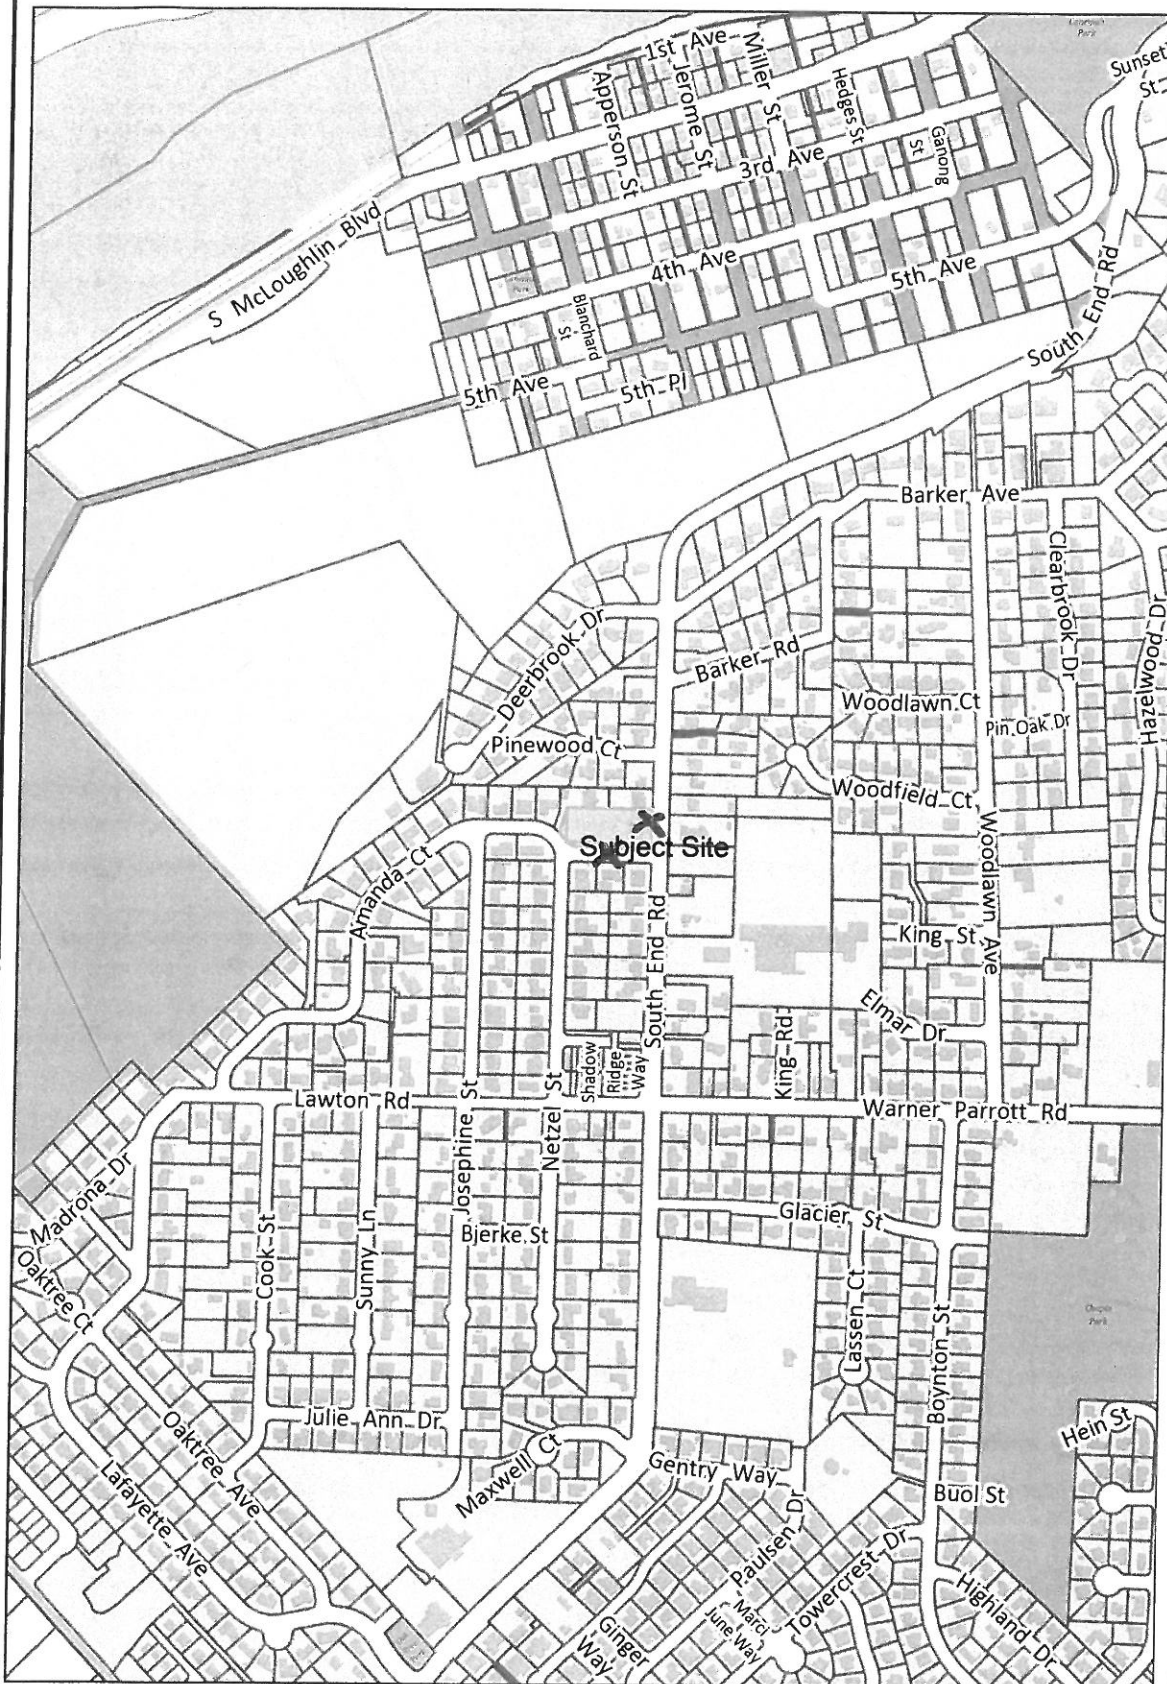 1st Ave
Miller St
Jerome St
Apperson St
Hedges St
Ganong
St
Sunset
St
3rd Ave
S McLoughlin Blvd
4th Ave
5th Ave
South End Rd
Blanchard
St
5th Ave
5th Pl
Barker Ave
Clearbrook Dr
Hazelwood Dr
Deerbrook Dr
Barker Rd
Woodlawn Ct
Pin Oak Dr
Pinewood Ct
Woodfield Ct
Subject Site
Woodlawn Ave
Amanda Ct
King St
South End Rd
Elmar Dr
King Rd
Shadow
Ridge
Way
Lawton Rd
Josephine St
Netzel St
Warner Parrott Rd
Madrona Dr
Glacier St
Oaktree Ct
Cook St
Sunny Ln
Bjerke St
Lassen Ct
Boynton St
Chapin
Park
Julie Ann Dr
Oaktree Ave
Lafayette Ave
Maxwell Ct
Gentry Way
Hein St
Buol St
Paulsen Dr
Towercrest Dr
Highland Dr
Marci
June Way
Ginger
Way